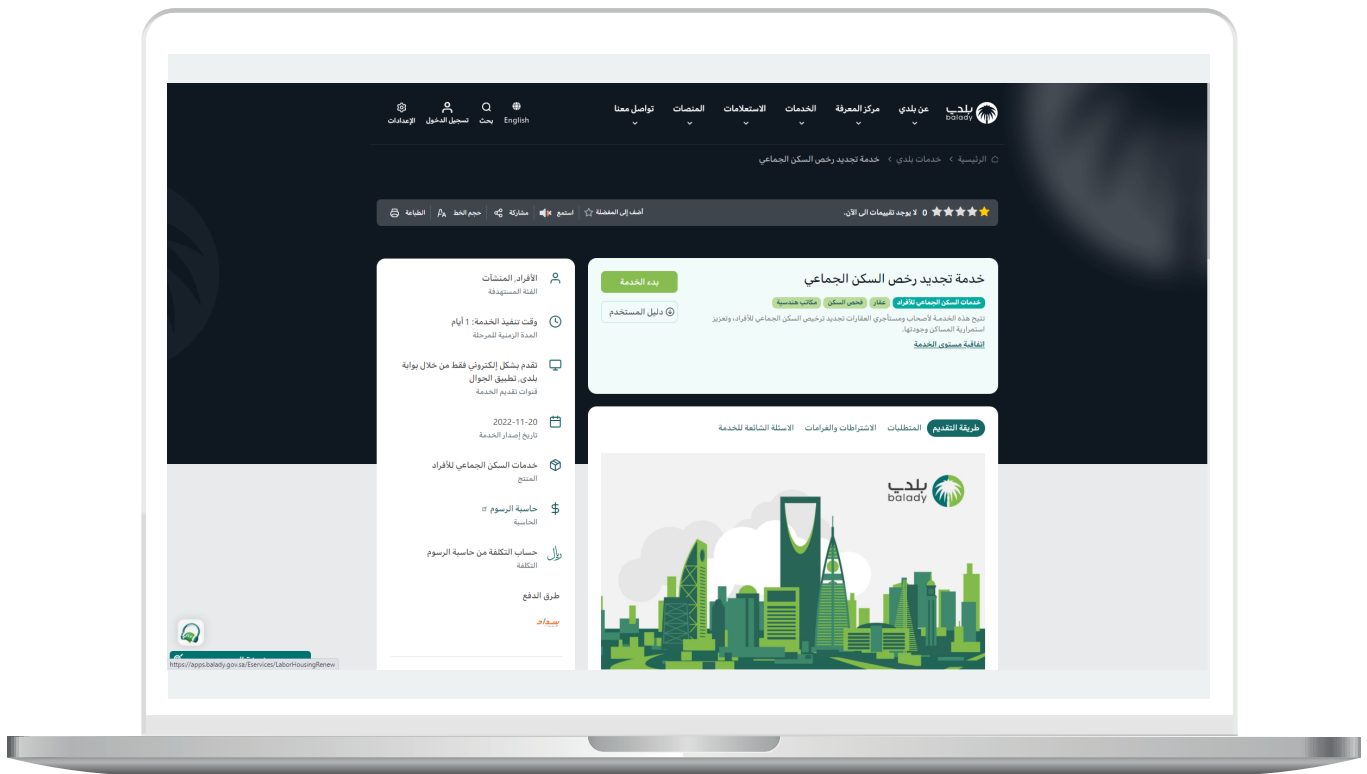 بلدي
balady
عن بلدي
مركز المعرفة
الخدمات
الاستعلامات
المنصات
تواصل معنا
English
بحث
تسجيل الدخول
الإعدادات
الرئيسية > خدمات بلدي > خدمة تجديد رخص السكن الجماعي
0 لا يوجد تقييمات الى الآن.
أضف إلى المفضلة
استمع
مشاركة
حجم الخط
الطباعة
خدمة تجديد رخص السكن الجماعي
خدمات السكن الجماعي للأفراد
عقار
فحص السكن
مكاتب هندسية
تتيح هذه الخدمة لأصحاب ومستأجري العقارات تجديد ترخيص السكن الجماعي للأفراد، وتعزيز
استمرارية المساكن وجودتها.
اتفاقية مستوى الخدمة
بدء الخدمة
دليل المستخدم
طريقة التقديم
المتطلبات
الاشتراطات والغرامات
الاسئلة الشائعة للخدمة
بلدي
balady
الأفراد, المنشآت
الفئة المستهدفة
وقت تنفيذ الخدمة: 1 أيام
المدة الزمنية للمرحلة
تقدم بشكل إلكتروني فقط من خلال بوابة
بلدي, تطبيق الجوال
قنوات تقديم الخدمة
2022-11-20
تاريخ إصدار الخدمة
خدمات السكن الجماعي للأفراد
المنتج
حاسبة الرسوم
الحاسبة
حساب التكلفة من حاسبة الرسوم
التكلفة
طرق الدفع
سداد
https://apps.balady.gov.sa/Eservices/LaborHousingRenew